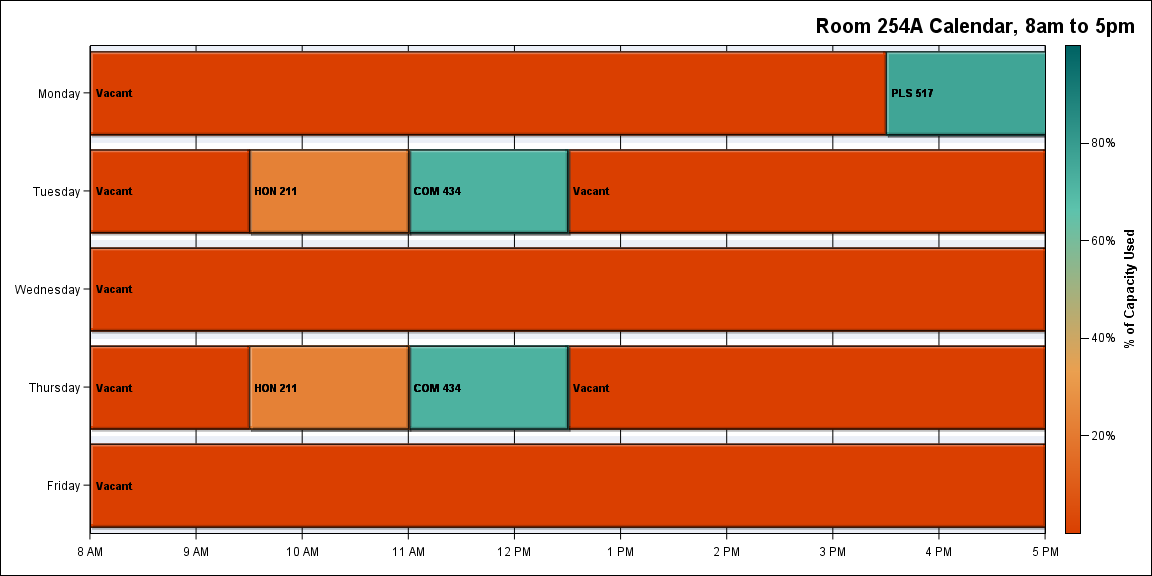 Room 254A Calendar, 8am to 5pm
Monday
Vacant
PLS 517
80%
Tuesday
Vacant
HON 211
COM 434
Vacant
60%
Wednesday
Vacant
% of Capacity Used
40%
Thursday
Vacant
HON 211
COM 434
Vacant
20%
Friday
Vacant
8 AM
9 AM
10 AM
11 AM
12 PM
1 PM
2 PM
3 PM
4 PM
5 PM